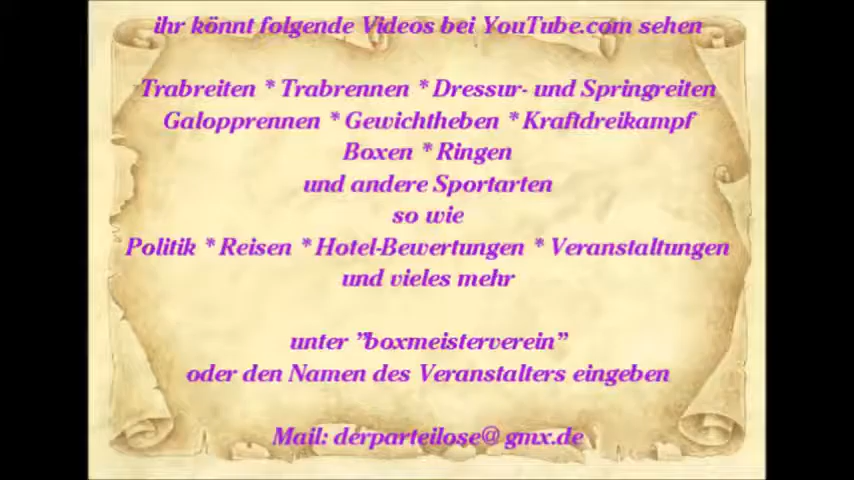 ihr könnt folgende Videos bei YouTube.com sehen
Trabreiten * Trabrennen * Dressur- und Springreiten
Galopprennen * Gewichtheben * Kraftdreikampf
Boxen * Ringen
und andere Sportarten
so wie
Politik * Reisen * Hotel-Bewertungen * Veranstaltungen
und vieles mehr
unter "boxmeisterverein"
oder den Namen des Veranstalters eingeben
Mail: derparteilose@ gmx.de